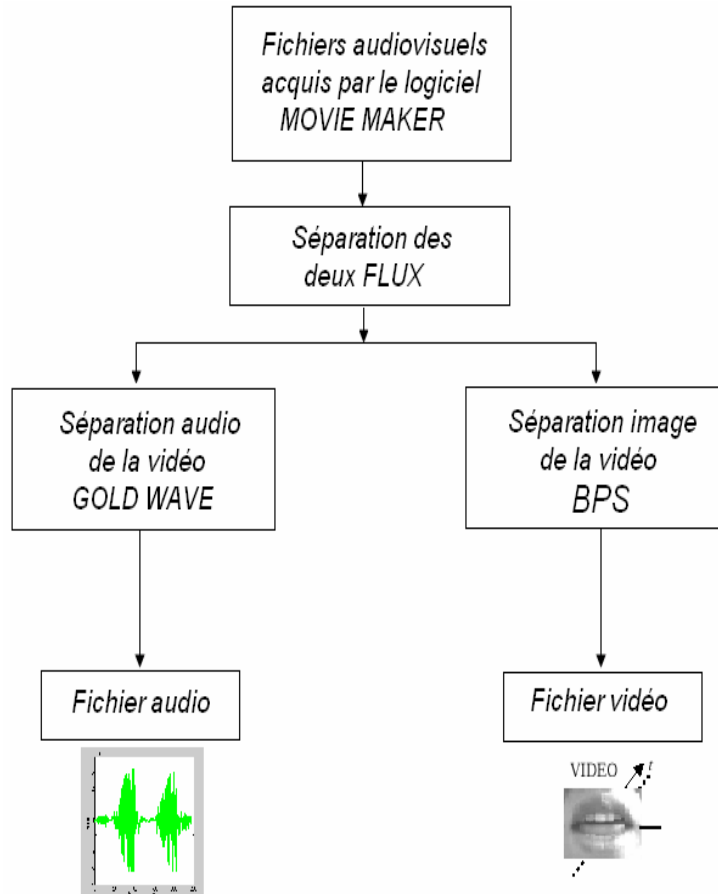 Fichiers audiovisuels
acquis par le logiciel
MOVIE MAKER
Séparation des
deux FLUX
Séparation audio
de la vidéo
GOLD WAVE
Séparation image
de la vidéo
BPS
Fichier audio
Fichier vidéo
VIDEO
t